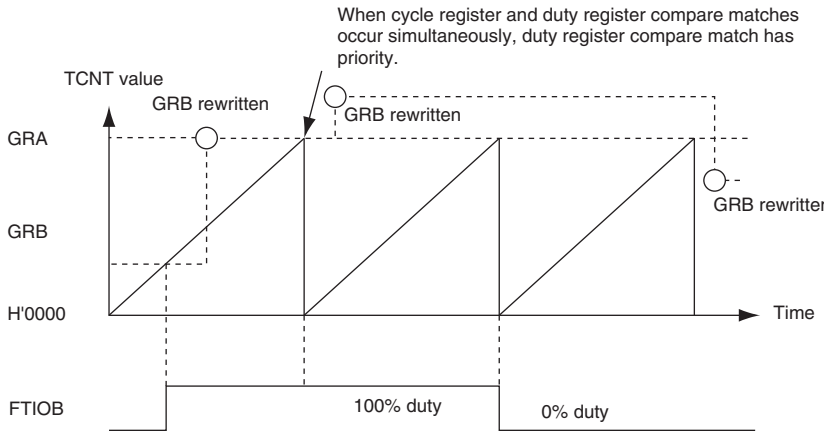 When cycle register and duty register compare matches
occur simultaneously, duty register compare match has
priority.
TCNT value
GRB rewritten
GRB rewritten
GRA
GRB rewritten
GRB
H'0000
Time
FTIOB
100% duty
0% duty